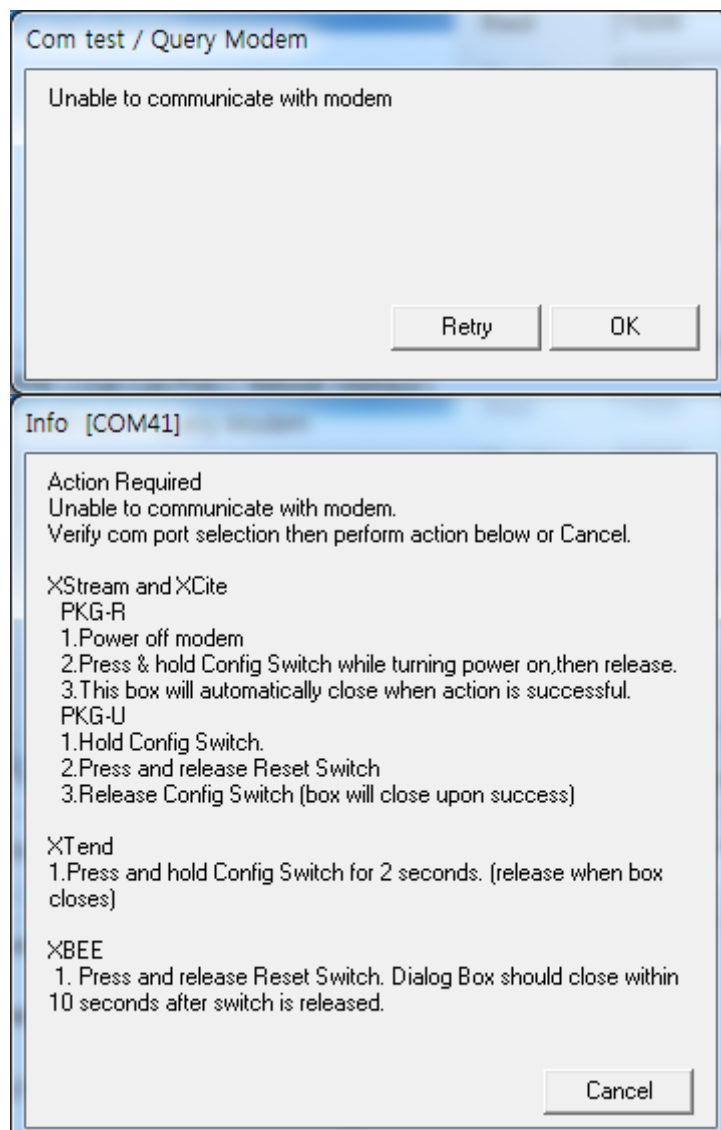 Com test / Query Modem
Unable to communicate with modem
Retry
OK
Info [COM41]
Action Required
Unable to communicate with modem.
Verify com port selection then perform action below or Cancel.
XStream and XCite
PKG-R
1.Power off modem
2.Press & hold Config Switch while turning power on,then release.
3.This box will automatically close when action is successful.
PKG-U
1.Hold Config Switch.
2.Press and release Reset Switch
3.Release Config Switch (box will close upon success)
XTend
1.Press and hold Config Switch for 2 seconds. (release when box
closes)
XBEE
1. Press and release Reset Switch. Dialog Box should close within
10 seconds after switch is released.
Cancel